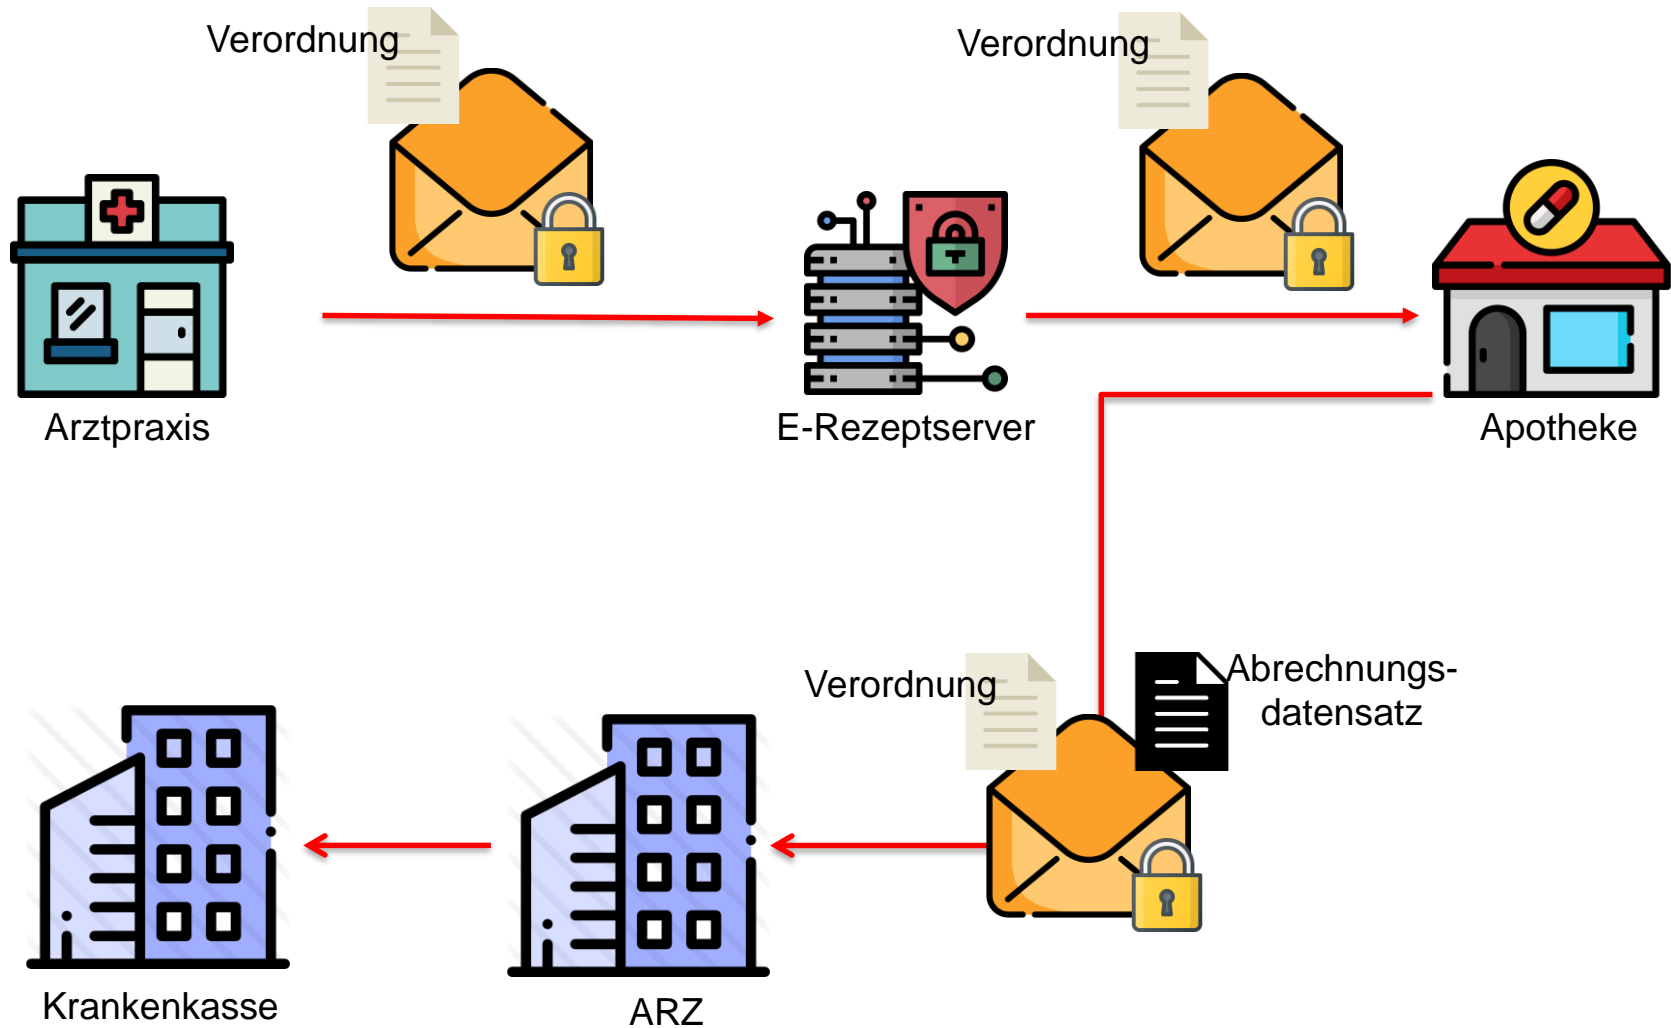 Verordnung
Verordnung
Arztpraxis
E-Rezeptserver
Apotheke
Verordnung
Abrechnungs-
datensatz
Krankenkasse
ARZ